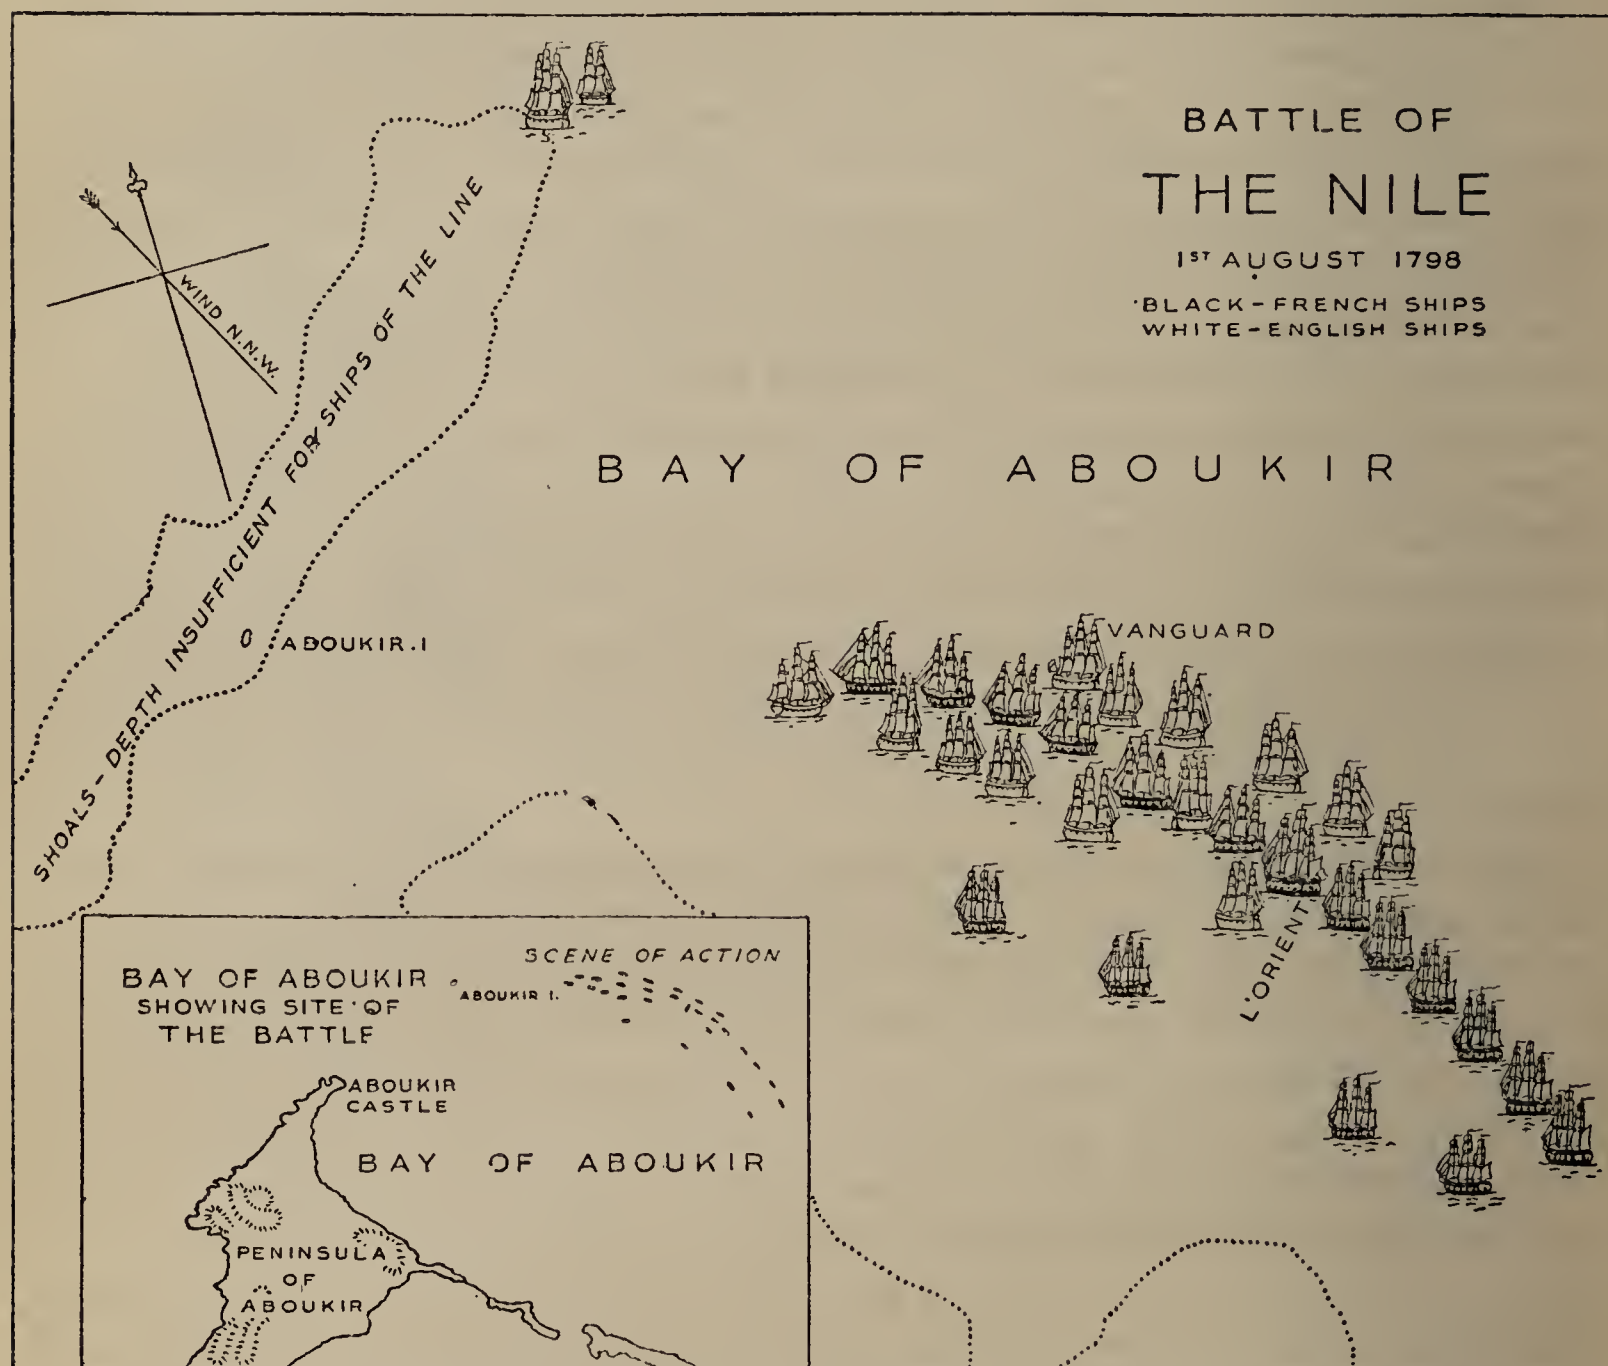 BATTLE OF
THE NILE
1ST AUGUST 1798
BLACK-FRENCH SHIPS
WHITE-ENGLISH SHIPS
WIND N.N.W.
SHOALS-DEPTH INSUFFICIENT FOR SHIPS OF THE LINE
BAY OF ABOUKIR
ABOUKIR.I
VANGUARD
L'ORIENT
SCENE OF ACTION
BAY OF ABOUKIR
SHOWING SITE OF
THE BATTLE
ABOUKIR I.
ABOUKIR
CASTLE
BAY OF ABOUKIR
PENINSULA
OF
ABOUKIR